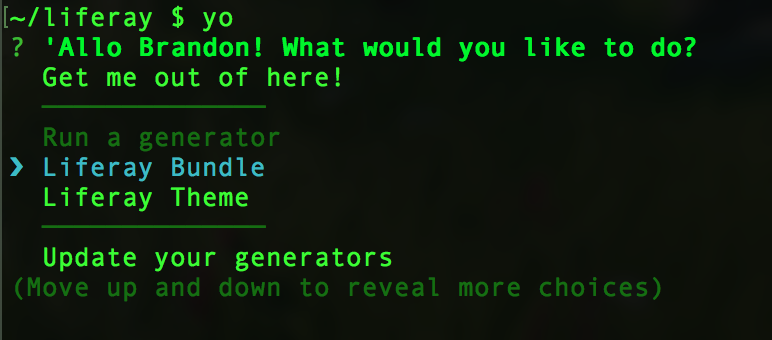 [~/liferay $ yo
? 'Allo Brandon! What would you like to do?
Get me out of here!
──────────────
Run a generator
❯ Liferay Bundle
Liferay Theme
──────────────
Update your generators
(Move up and down to reveal more choices)